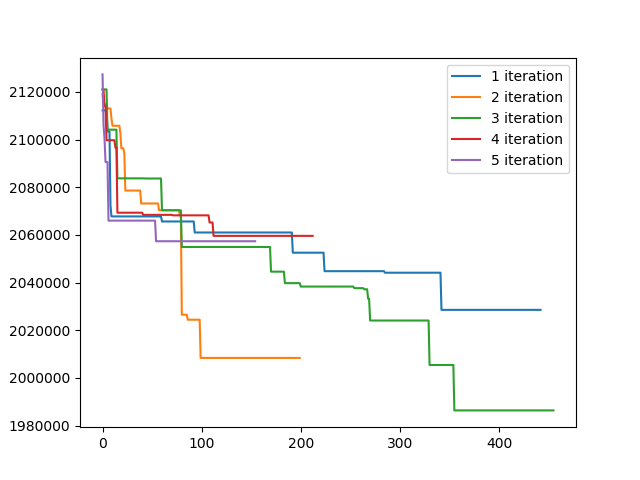 2120000
2100000
2080000
2060000
2040000
2020000
2000000
1980000
0 100 200 300 400
1 iteration
2 iteration
3 iteration
4 iteration
5 iteration